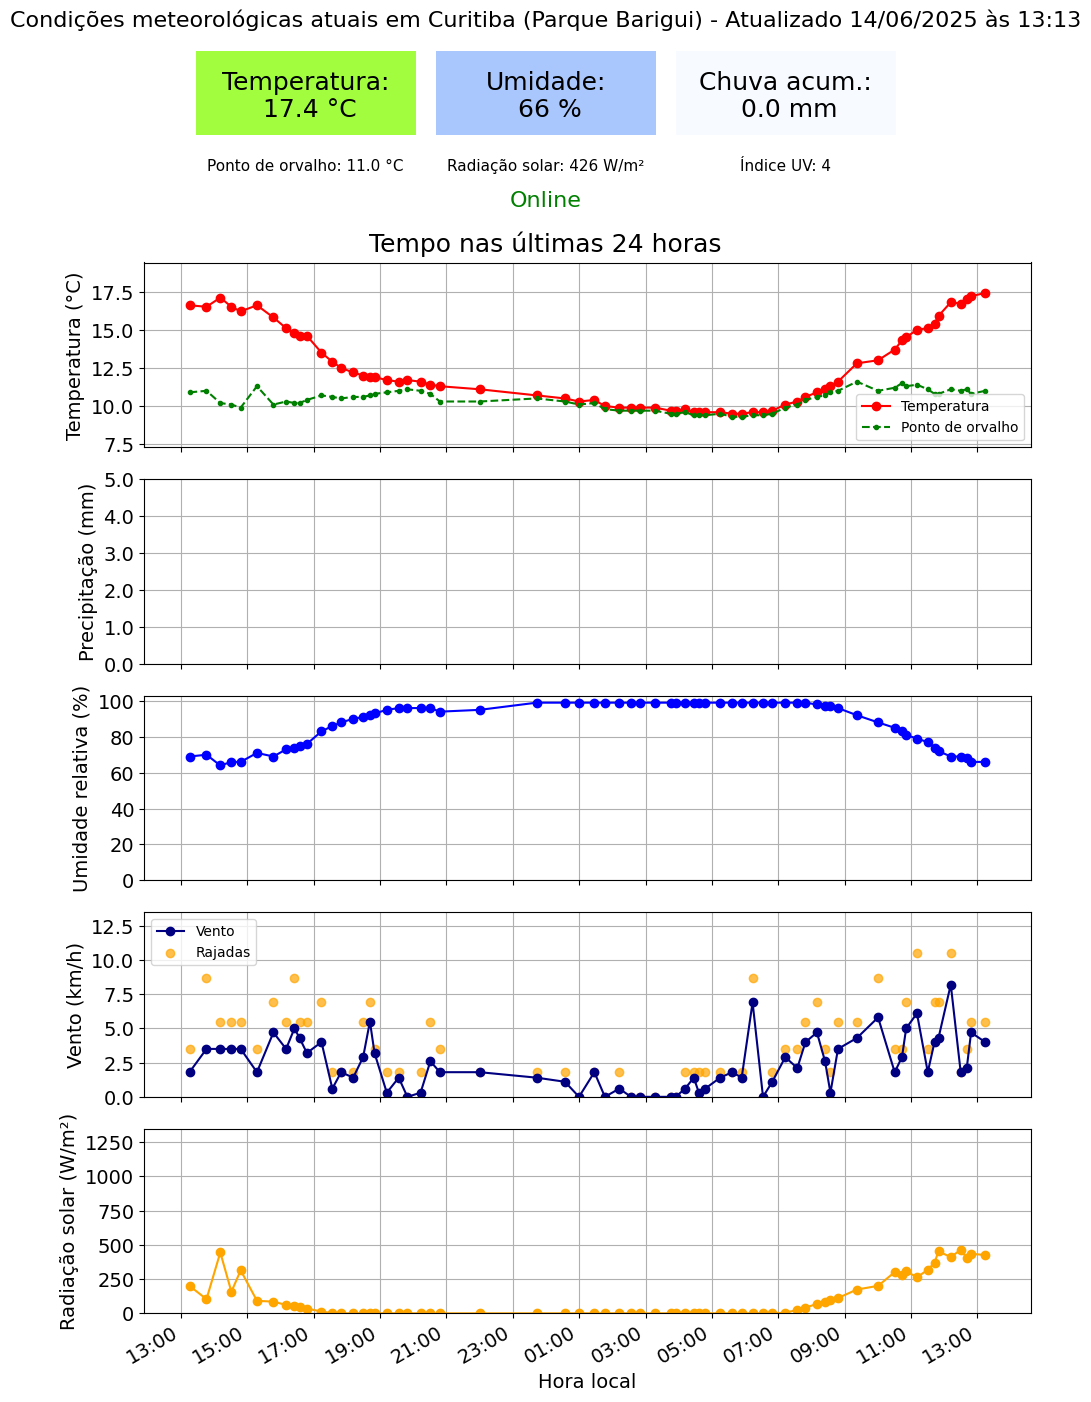 Condições meteorológicas atuais em Curitiba (Parque Barigui) - Atualizado 14/06/2025 às 13:13
Temperatura:
17.4 °C
Umidade:
66 %
Chuva acum.:
0.0 mm
Ponto de orvalho: 11.0 °C
Radiação solar: 426 W/m²
Índice UV: 4
Online
Tempo nas últimas 24 horas
Temperatura (°C)
17.5
15.0
12.5
10.0
7.5
Temperatura
Ponto de orvalho
Precipitação (mm)
5.0
4.0
3.0
2.0
1.0
0.0
Umidade relativa (%)
100
80
60
40
20
0
Vento (km/h)
12.5
10.0
7.5
5.0
2.5
0.0
Vento
Rajadas
Radiação solar (W/m²)
1250
1000
750
500
250
0
13:00
15:00
17:00
19:00
21:00
23:00
01:00
03:00
05:00
07:00
09:00
11:00
13:00
Hora local